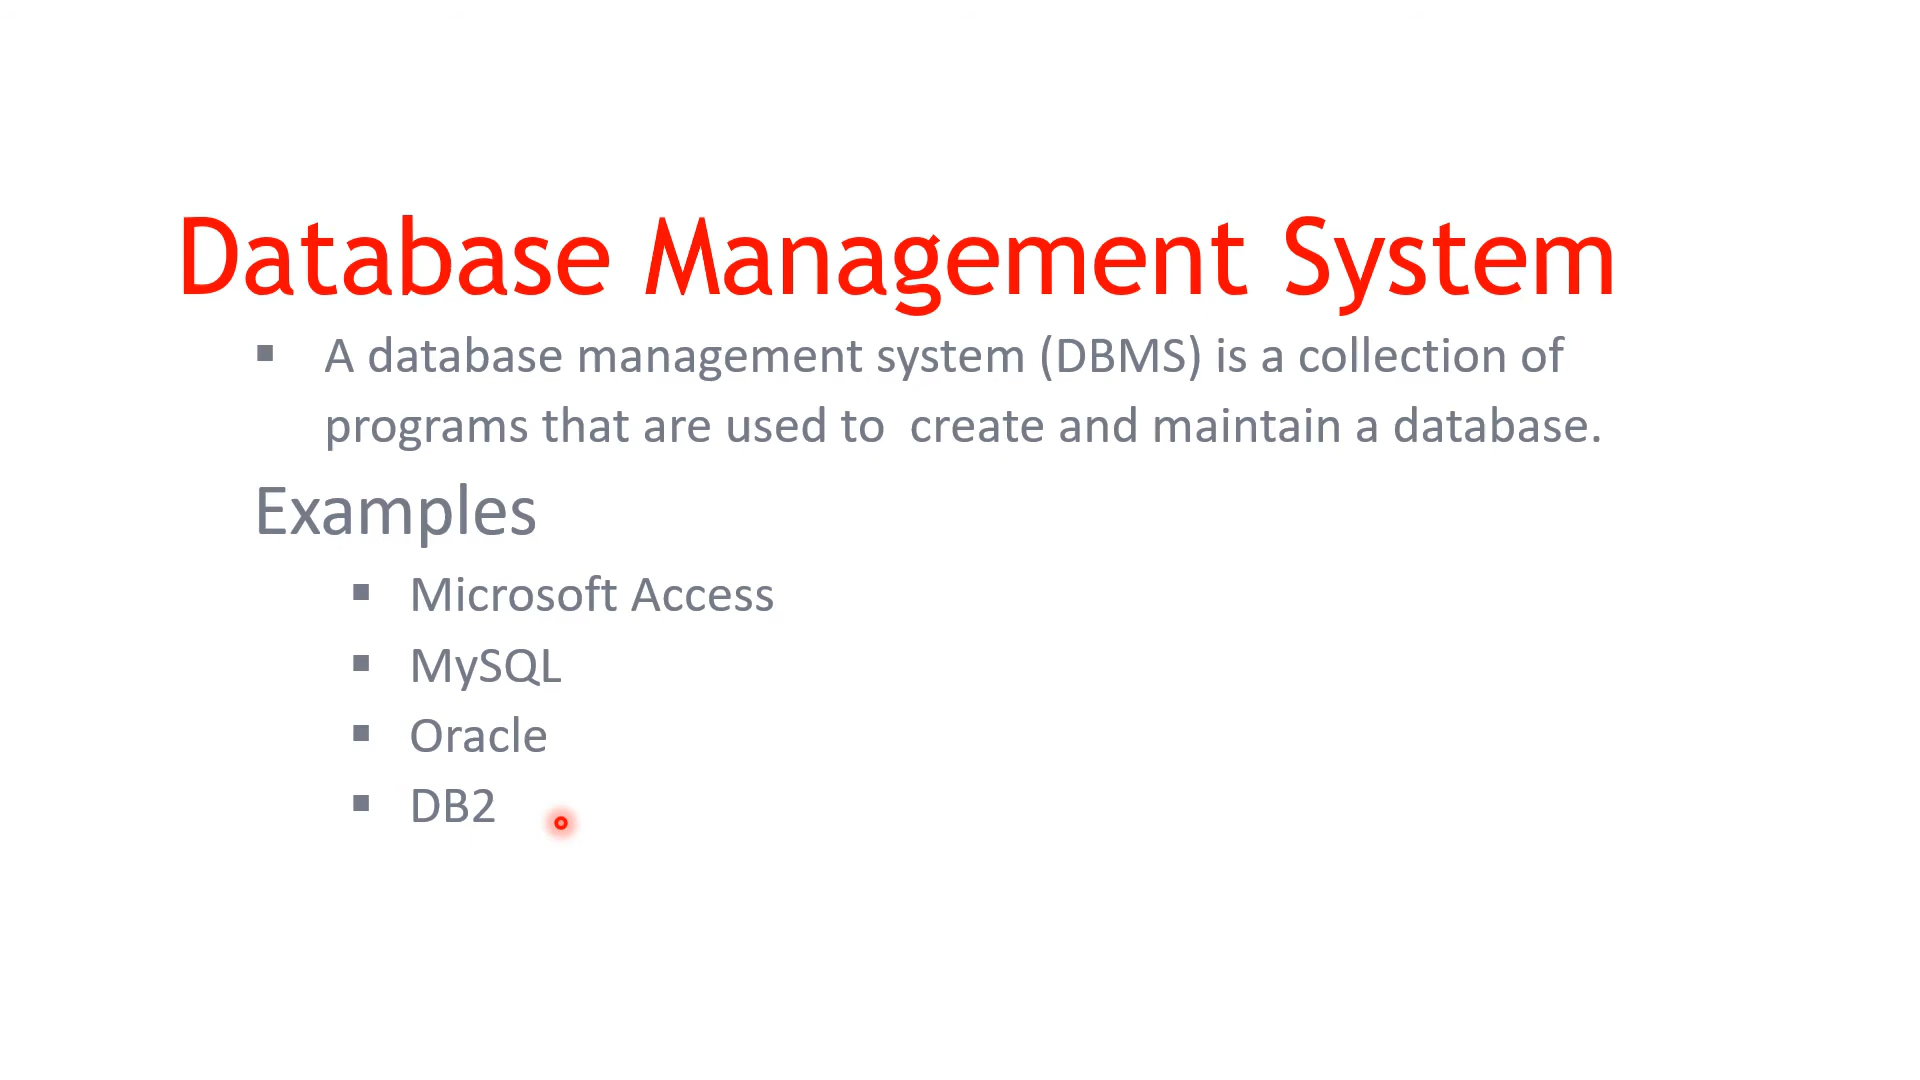 Database Management System
▪ A database management system (DBMS) is a collection of
programs that are used to  create and maintain a database.
Examples
▪ Microsoft Access
▪ MySQL
▪ Oracle
▪ DB2